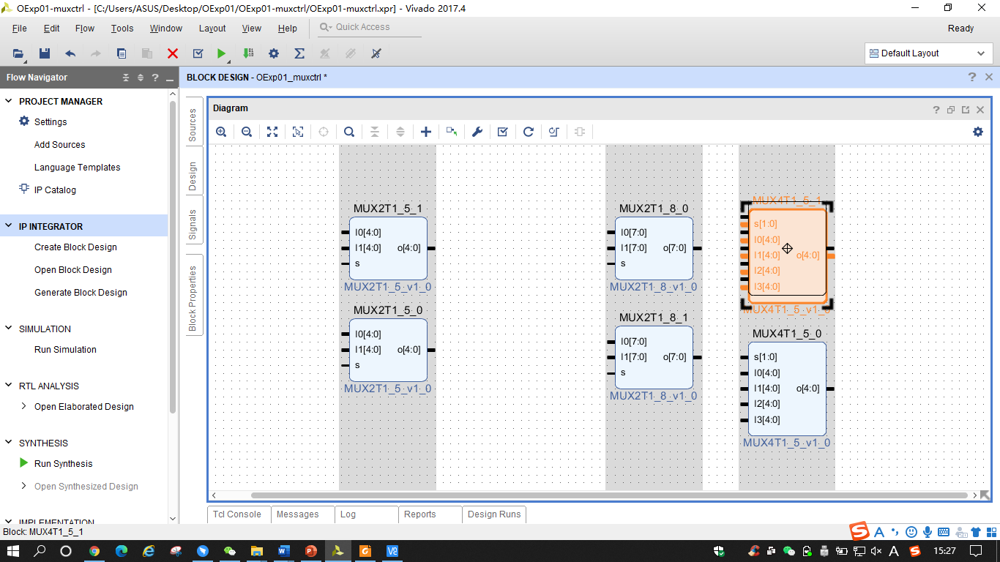 OExp01-muxctrl - [C:/Users/ASUS/Desktop/OExp01/OExp01-muxctrl/OExp01-muxctrl.xpr] - Vivado 2017.4
File Edit Flow Tools Window Layout View Help Quick Access Ready
Default Layout
Flow Navigator
PROJECT MANAGER
Settings
Add Sources
Language Templates
IP Catalog
IP INTEGRATOR
Create Block Design
Open Block Design
Generate Block Design
SIMULATION
Run Simulation
RTL ANALYSIS
Open Elaborated Design
SYNTHESIS
Run Synthesis
Open Synthesized Design
IMPLEMENTATION
BLOCK DESIGN - OExp01_muxctrl *
Sources
Design
Signals
Block Properties
Diagram
MUX2T1_5_1
I0[4:0]
I1[4:0] o[4:0]
s
MUX2T1_5_v1_0
MUX2T1_5_0
I0[4:0]
I1[4:0] o[4:0]
s
MUX2T1_5_v1_0
MUX2T1_8_0
I0[7:0]
I1[7:0] o[7:0]
s
MUX2T1_8_v1_0
MUX2T1_8_1
I0[7:0]
I1[7:0] o[7:0]
s
MUX2T1_8_v1_0
MUX4T1_5_1
s[1:0]
I0[4:0]
I1[4:0] o[4:0]
I2[4:0]
I3[4:0]
MUX4T1_5_v1_0
MUX4T1_5_0
s[1:0]
I0[4:0]
I1[4:0] o[4:0]
I2[4:0]
I3[4:0]
MUX4T1_5_v1_0
Tcl Console Messages Log Reports Design Runs
Block: MUX4T1_5_1
15:27